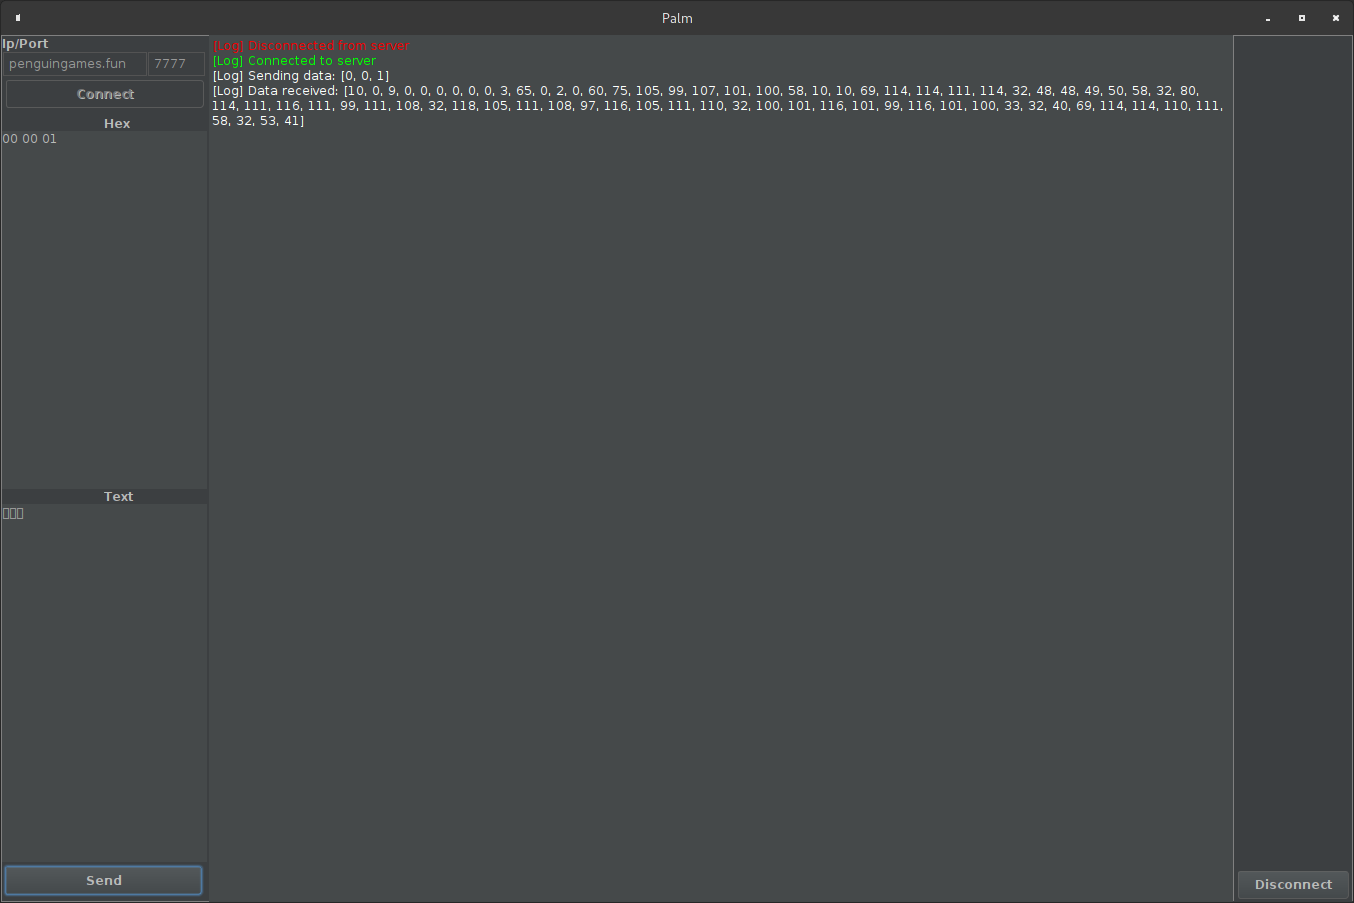 Palm
Ip/Port
penguingames.fun 7777
Connect
Hex
00 00 01
Text
Send
[Log] Disconnected from server
[Log] Connected to server
[Log] Sending data: [0, 0, 1]
[Log] Data received: [10, 0, 9, 0, 0, 0, 0, 0, 0, 3, 65, 0, 2, 0, 60, 75, 105, 99, 107, 101, 100, 58, 10, 10, 69, 114, 114, 111, 114, 32, 48, 48, 49, 50, 58, 32, 80,
114, 111, 116, 111, 99, 111, 108, 32, 118, 105, 111, 108, 97, 116, 105, 111, 110, 32, 100, 101, 116, 101, 99, 116, 101, 100, 33, 32, 40, 69, 114, 114, 110, 111,
58, 32, 53, 41]
Disconnect